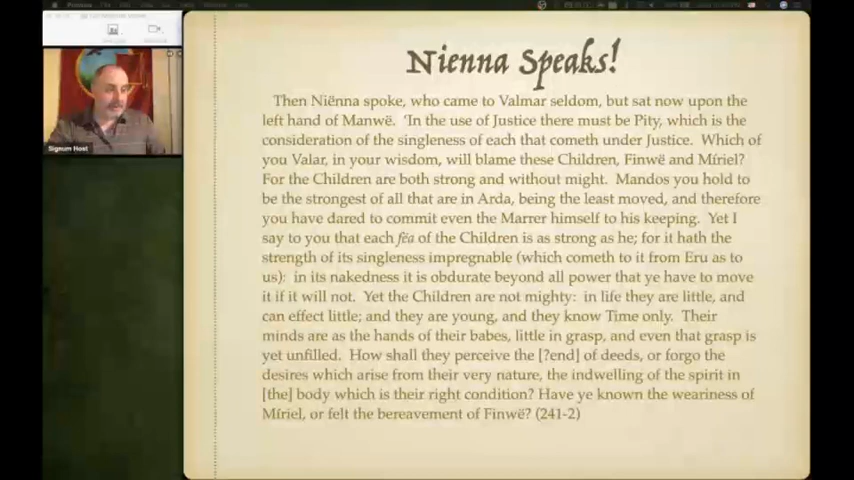 Nienna Speaks!
Then Niënna spoke, who came to Valmar seldom, but sat now upon the
left hand of Manwë. 'In the use of Justice there must be Pity, which is the
consideration of the singleness of each that cometh under Justice. Which of
you Valar, in your wisdom, will blame these Children, Finwë and Míriel?
For the Children are both strong and without might. Mandos you hold to
be the strongest of all that are in Arda, being the least moved, and therefore
you have dared to commit even the Marrer himself to his keeping. Yet I
say to you that each fëa of the Children is as strong as he; for it hath the
strength of its singleness impregnable (which cometh to it from Eru as to
us): in its nakedness it is obdurate beyond all power that ye have to move
it if it will not. Yet the Children are not mighty: in life they are little, and
can effect little; and they are young, and they know Time only. Their
minds are as the hands of their babes, little in grasp, and even that grasp is
yet unfilled. How shall they perceive the [?end] of deeds, or forgo the
desires which arise from their very nature, the indwelling of the spirit in
[the] body which is their right condition? Have ye known the weariness of
Míriel, or felt the bereavement of Finwë? (241-2)
Signum Host